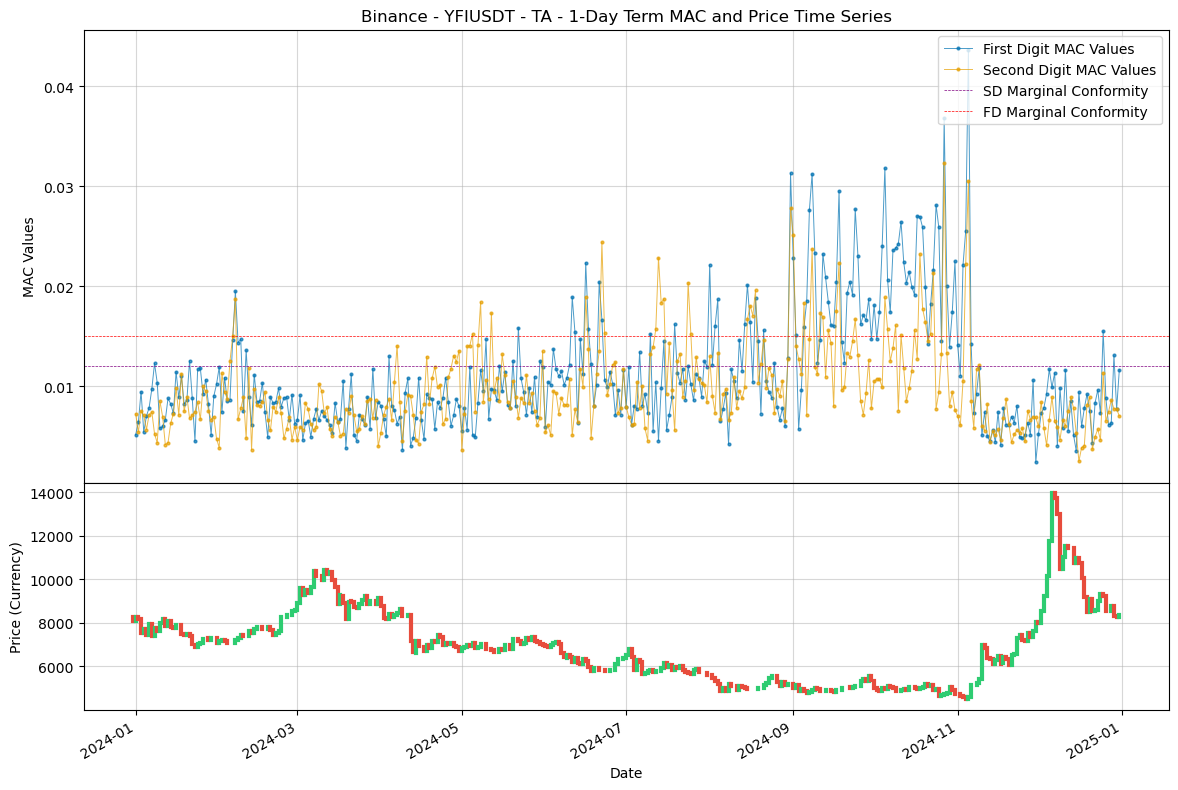 Binance - YFIUSDT - TA - 1-Day Term MAC and Price Time Series
First Digit MAC Values
Second Digit MAC Values
SD Marginal Conformity
FD Marginal Conformity
MAC Values
0.04
0.03
0.02
0.01
Price (Currency)
14000
12000
10000
8000
6000
2024-01
2024-03
2024-05
2024-07
2024-09
2024-11
2025-01
Date